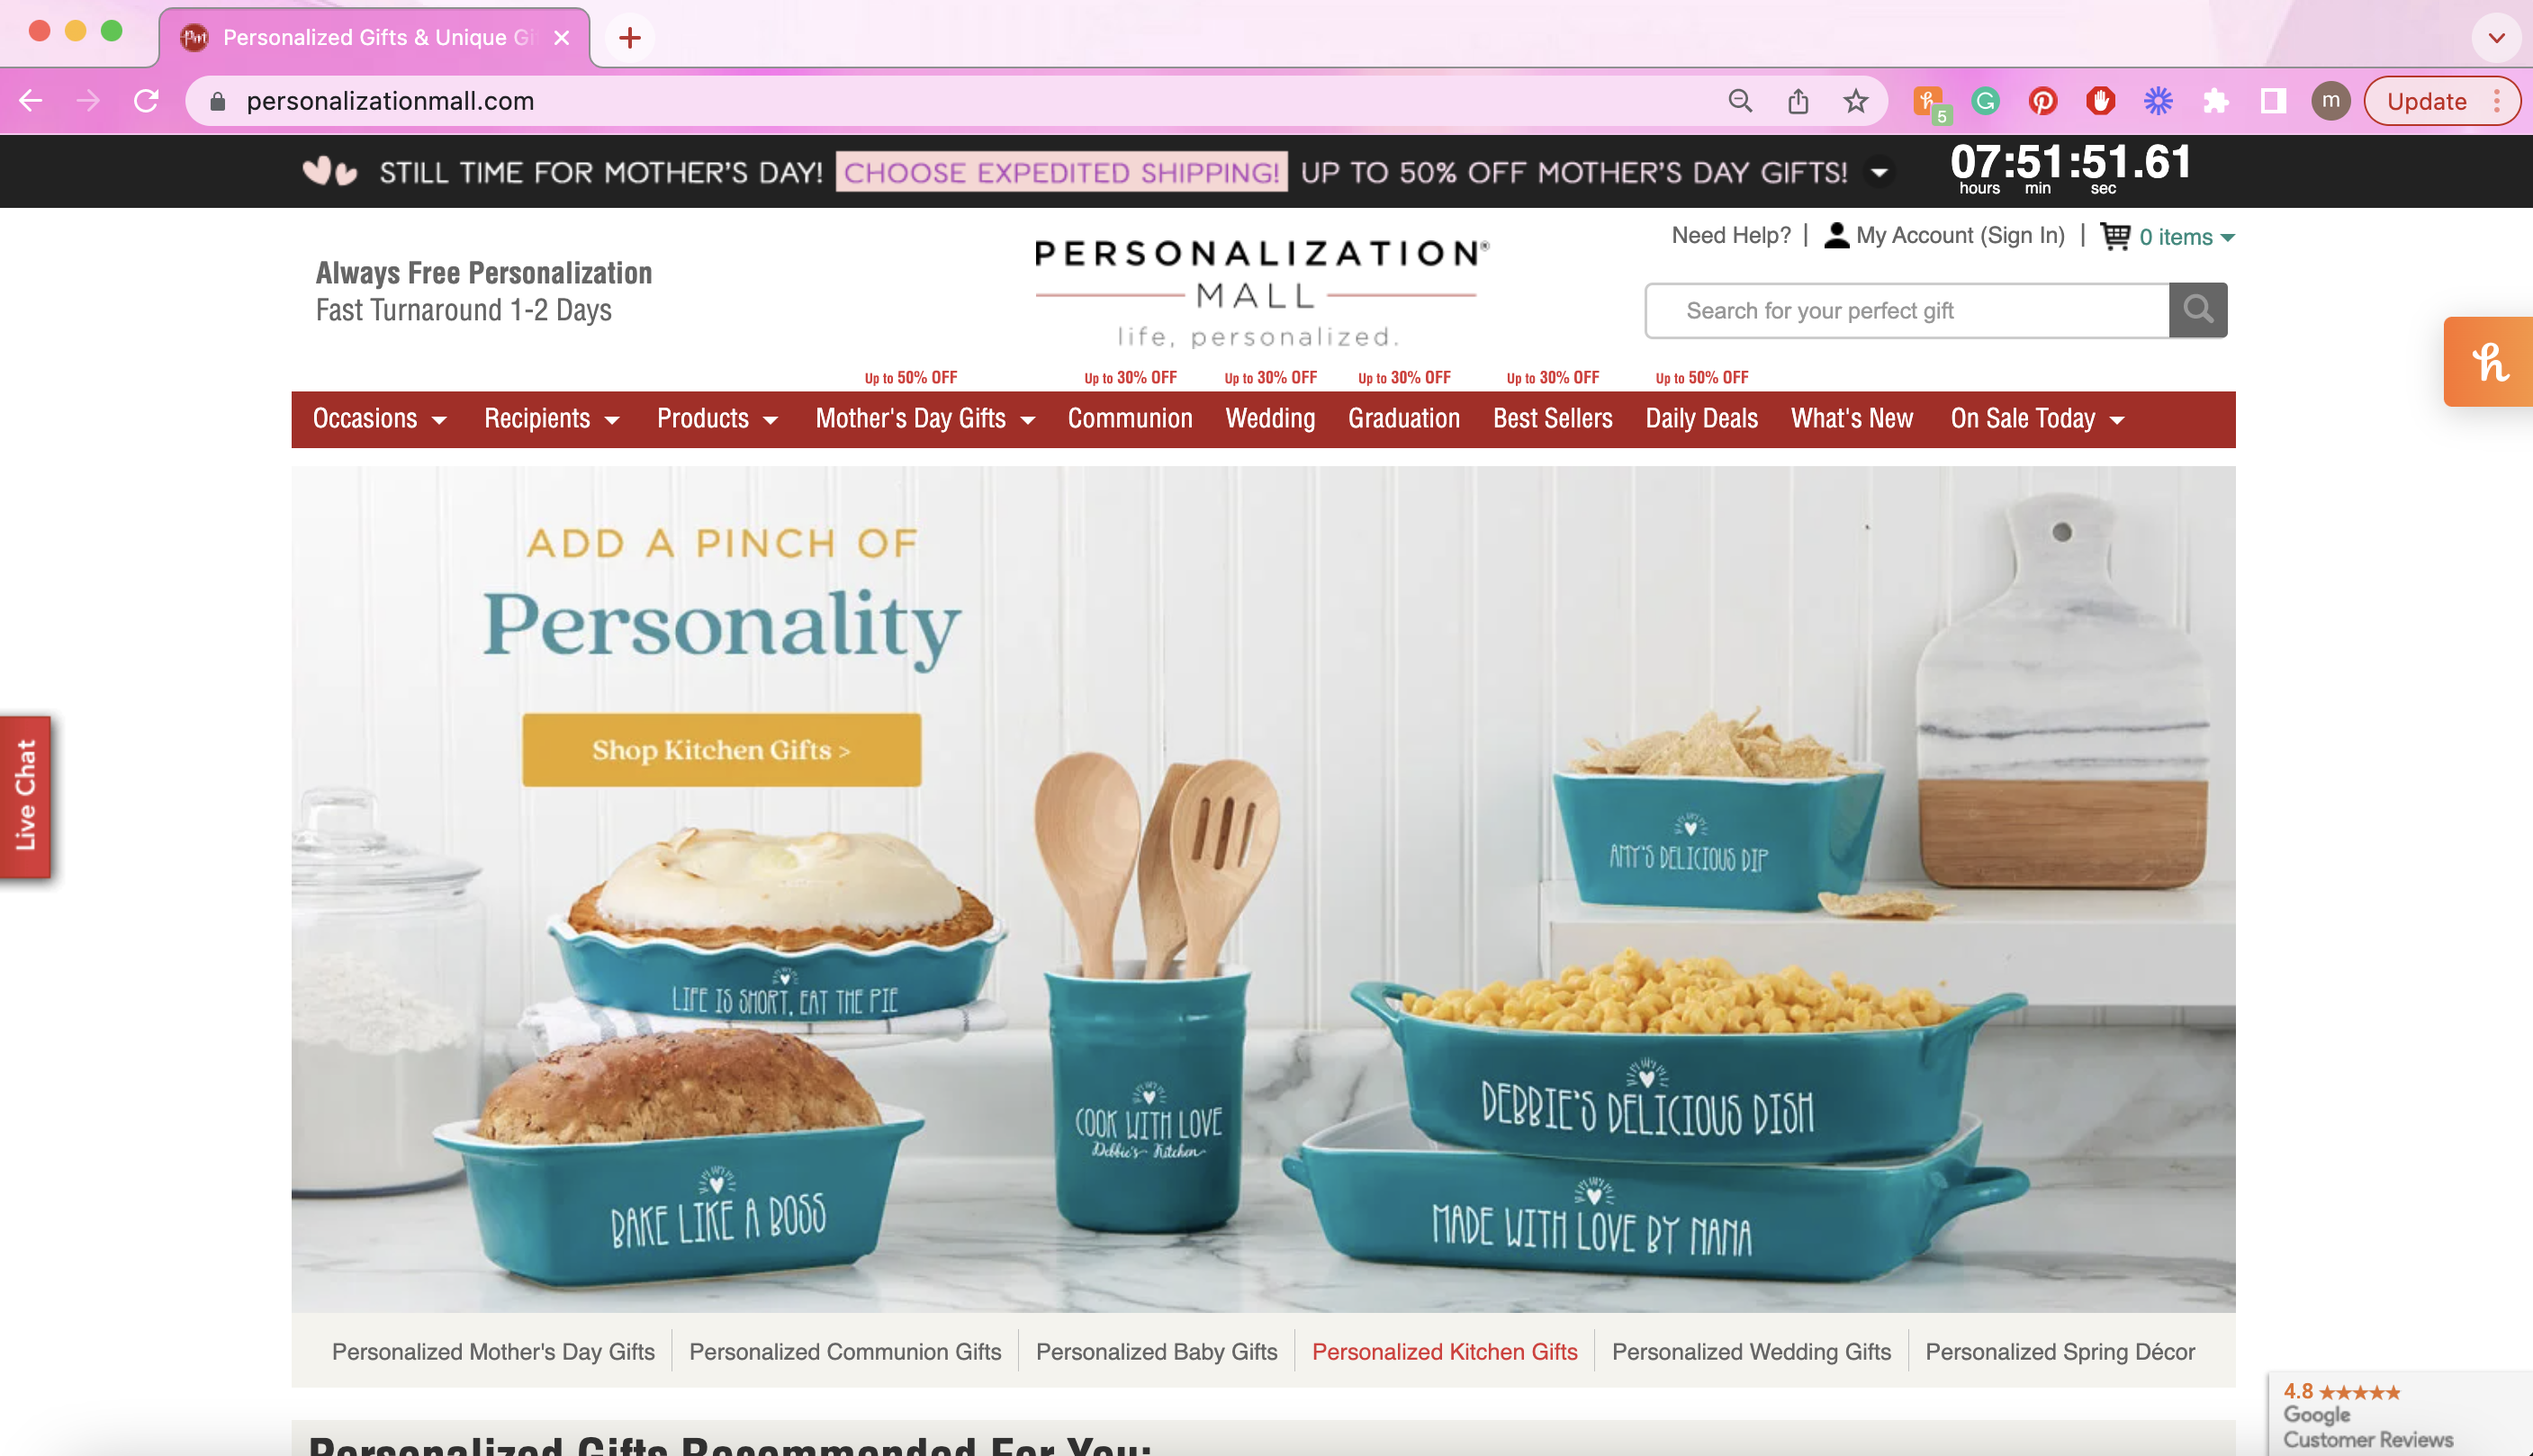 Personalized Gifts & Unique Gi
personalizationmall.com
5
G
m
Update
STILL TIME FOR MOTHER'S DAY! CHOOSE EXPEDITED SHIPPING! UP TO 50% OFF MOTHER'S DAY GIFTS!
07:51:51.61
hours min sec
Need Help? | My Account (Sign In) | 0 items
Always Free Personalization
Fast Turnaround 1-2 Days
PERSONALIZATION®
MALL
life, personalized.
Search for your perfect gift
h
Up to 50% OFF Up to 30% OFF Up to 30% OFF Up to 30% OFF Up to 30% OFF Up to 50% OFF
Occasions Recipients Products Mother's Day Gifts Communion Wedding Graduation Best Sellers Daily Deals What's New On Sale Today
ADD A PINCH OF
Personality
Shop Kitchen Gifts >
Live Chat
AMY'S DELICIOUS DIP
LIFE IS SHORT, EAT THE PIE
COOK WITH LOVE
Debbie's Kitchen
DEBBIE'S DELICIOUS DISH
BAKE LIKE A BOSS
MADE WITH LOVE BY NANA
Personalized Mother's Day Gifts Personalized Communion Gifts Personalized Baby Gifts Personalized Kitchen Gifts Personalized Wedding Gifts Personalized Spring Décor
4.8 ★★★★★
Google
Customer Reviews
Personalized Gifts Recommended For You: